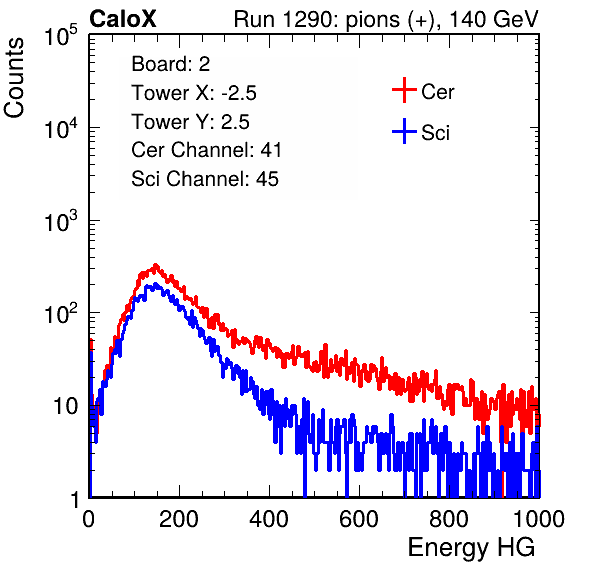 CaloX Run 1290: pions (+), 140 GeV
Counts
10^5
10^4
10^3
10^2
10
1
Board: 2
Tower X: -2.5
Tower Y: 2.5
Cer Channel: 41
Sci Channel: 45
Cer
Sci
0 200 400 600 800 1000
Energy HG